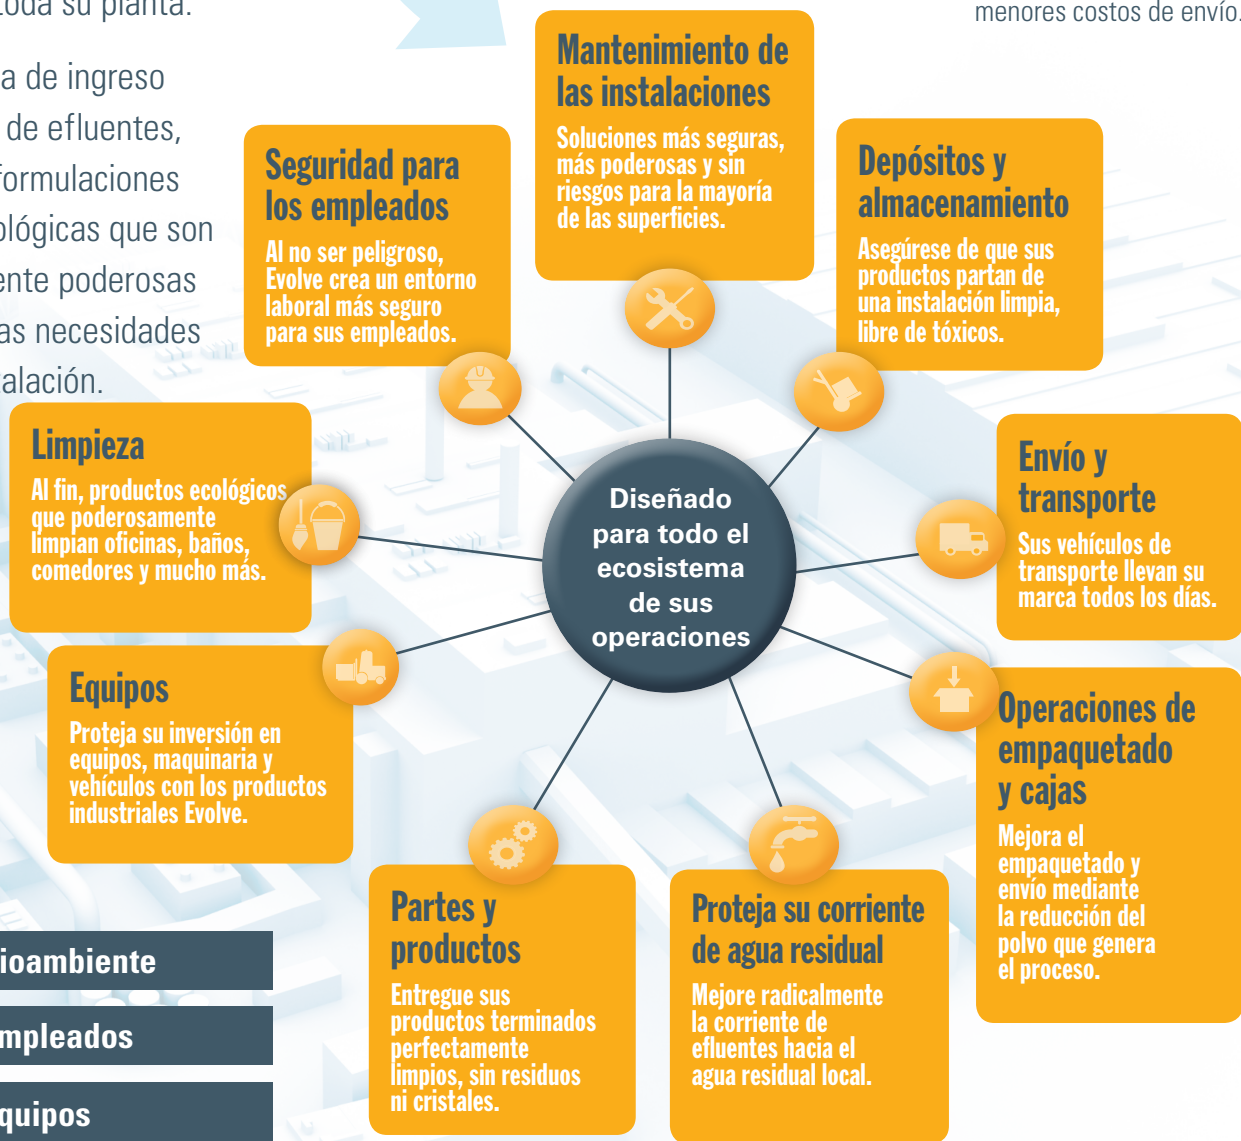 toda su planta.
a de ingreso
de efluentes,
formulaciones
ológicas que son
ente poderosas
as necesidades
talación.
menores costos de envío.
Mantenimiento de
las instalaciones
Soluciones más seguras,
más poderosas y sin
riesgos para la mayoría
de las superficies.
Seguridad para
los empleados
Al no ser peligroso,
Evolve crea un entorno
laboral más seguro
para sus empleados.
Depósitos y
almacenamiento
Asegúrese de que sus
productos partan de
una instalación limpia,
libre de tóxicos.
Limpieza
Al fin, productos ecológicos
que poderosamente
limpian oficinas, baños,
comedores y mucho más.
Diseñado
para todo el
ecosistema
de sus
operaciones
Envío y
transporte
Sus vehículos de
transporte llevan su
marca todos los días.
Equipos
Proteja su inversión en
equipos, maquinaria y
vehículos con los productos
industriales Evolve.
Operaciones de
empaquetado
y cajas
Mejora el
empaquetado y
envío mediante
la reducción del
polvo que genera
el proceso.
Partes y
productos
Entregue sus
productos terminados
perfectamente
limpios, sin residuos
ni cristales.
Proteja su corriente
de agua residual
Mejore radicalmente
la corriente de
efluentes hacia el
agua residual local.
ioambiente
mpleados
quipos